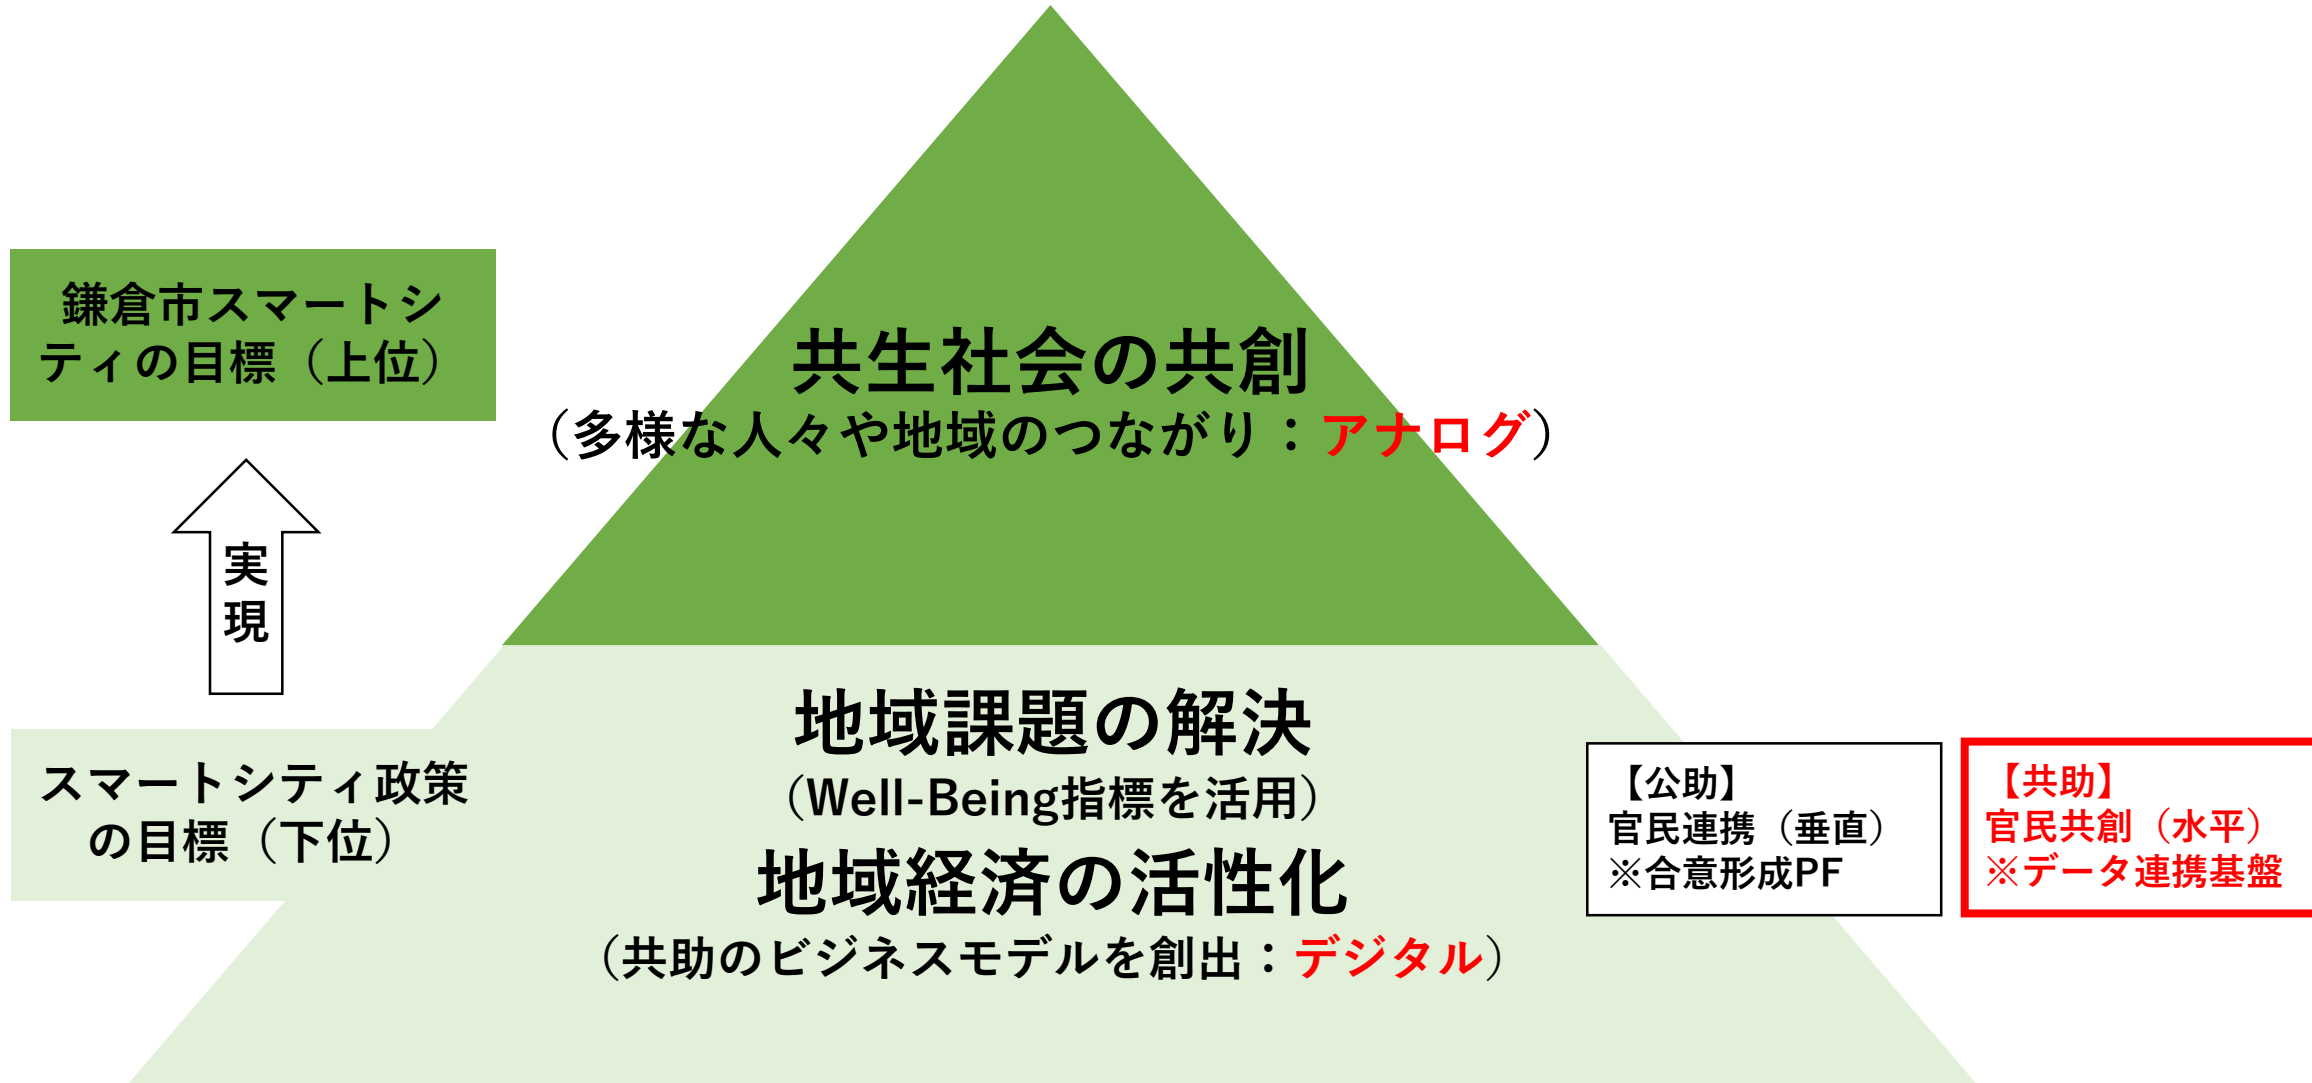 鎌倉市スマートシ
ティの目標（上位）
実
現
スマートシティ政策
の目標（下位）
共生社会の共創
（多様な人々や地域のつながり：アナログ）
地域課題の解決
（Well-Being指標を活用）
地域経済の活性化
（共助のビジネスモデルを創出：デジタル）
【公助】
官民連携（垂直）
※合意形成PF
【共助】
官民共創（水平）
※データ連携基盤